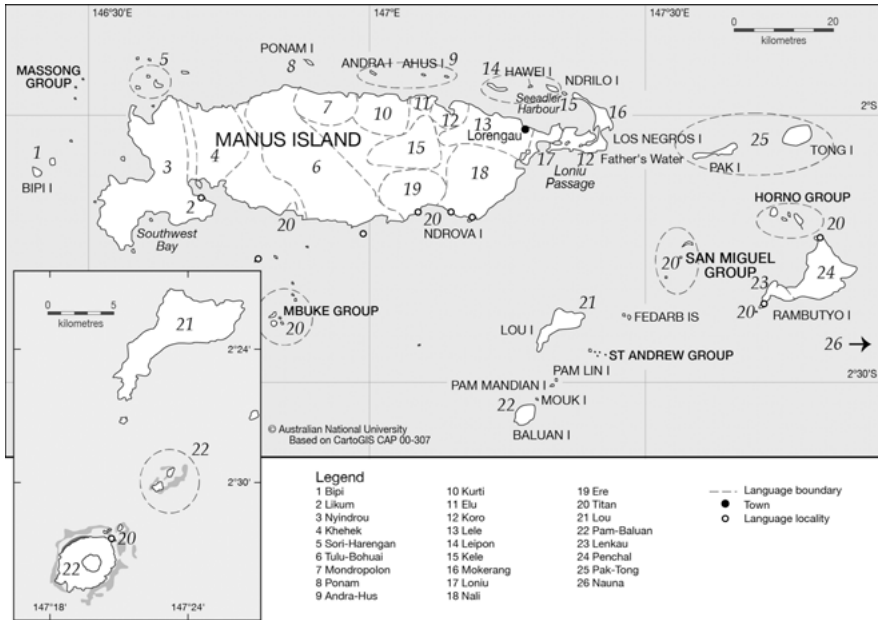 146°30'E
147°E
147°30'E
0 20
kilometres
5
PONAM I
8
ANDRA I
AHUS I
9
MASSONG
GROUP
14
HAWEI I
NDRILO I
Seeadler
Harbour
15
16
2°S
7
10
11
12
13
Lorengau
MANUS ISLAND
LOS NEGROS I
25
TONG I
1
3
4
6
15
17
12
Father's Water
Loniu
Passage
PAK I
BIPI I
18
19
2
HORNO GROUP
20
Southwest
Bay
20
20
NDROVA I
SAN MIGUEL
GROUP
20
24
23
0 5
kilometres
MBUKE GROUP
20
21
20
RAMBUTYO I
21
LOU I
FEDARB IS
26
2°24'
ST ANDREW GROUP
PAM LIN I
2°30'S
PAM MANDIAN I
MOUK I
22
BALUAN I
© Australian National University
Based on CartoGIS CAP 00-307
22
2°30'
20
22
147°18'
147°24'
Legend
1 Bipi
2 Likum
3 Nyindrou
4 Khehek
5 Sori-Harengan
6 Tulu-Bohuai
7 Mondropolon
8 Ponam
9 Andra-Hus
10 Kurti
11 Elu
12 Koro
13 Lele
14 Leipon
15 Kele
16 Mokerang
17 Loniu
18 Nali
19 Ere
20 Titan
21 Lou
22 Pam-Baluan
23 Lenkau
24 Penchal
25 Pak-Tong
26 Nauna
Language boundary
Town
Language locality